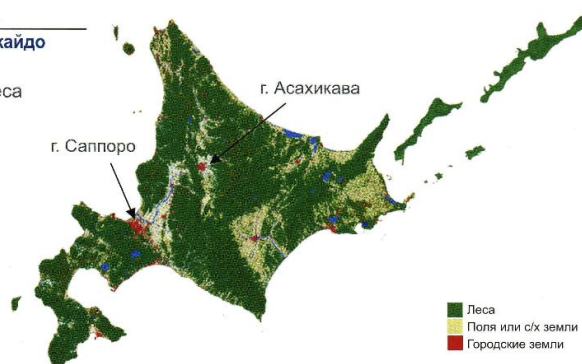 кайдо
еса
г. Асахикава
г. Саппоро
Леса
Поля или с/х земли
Городские земли